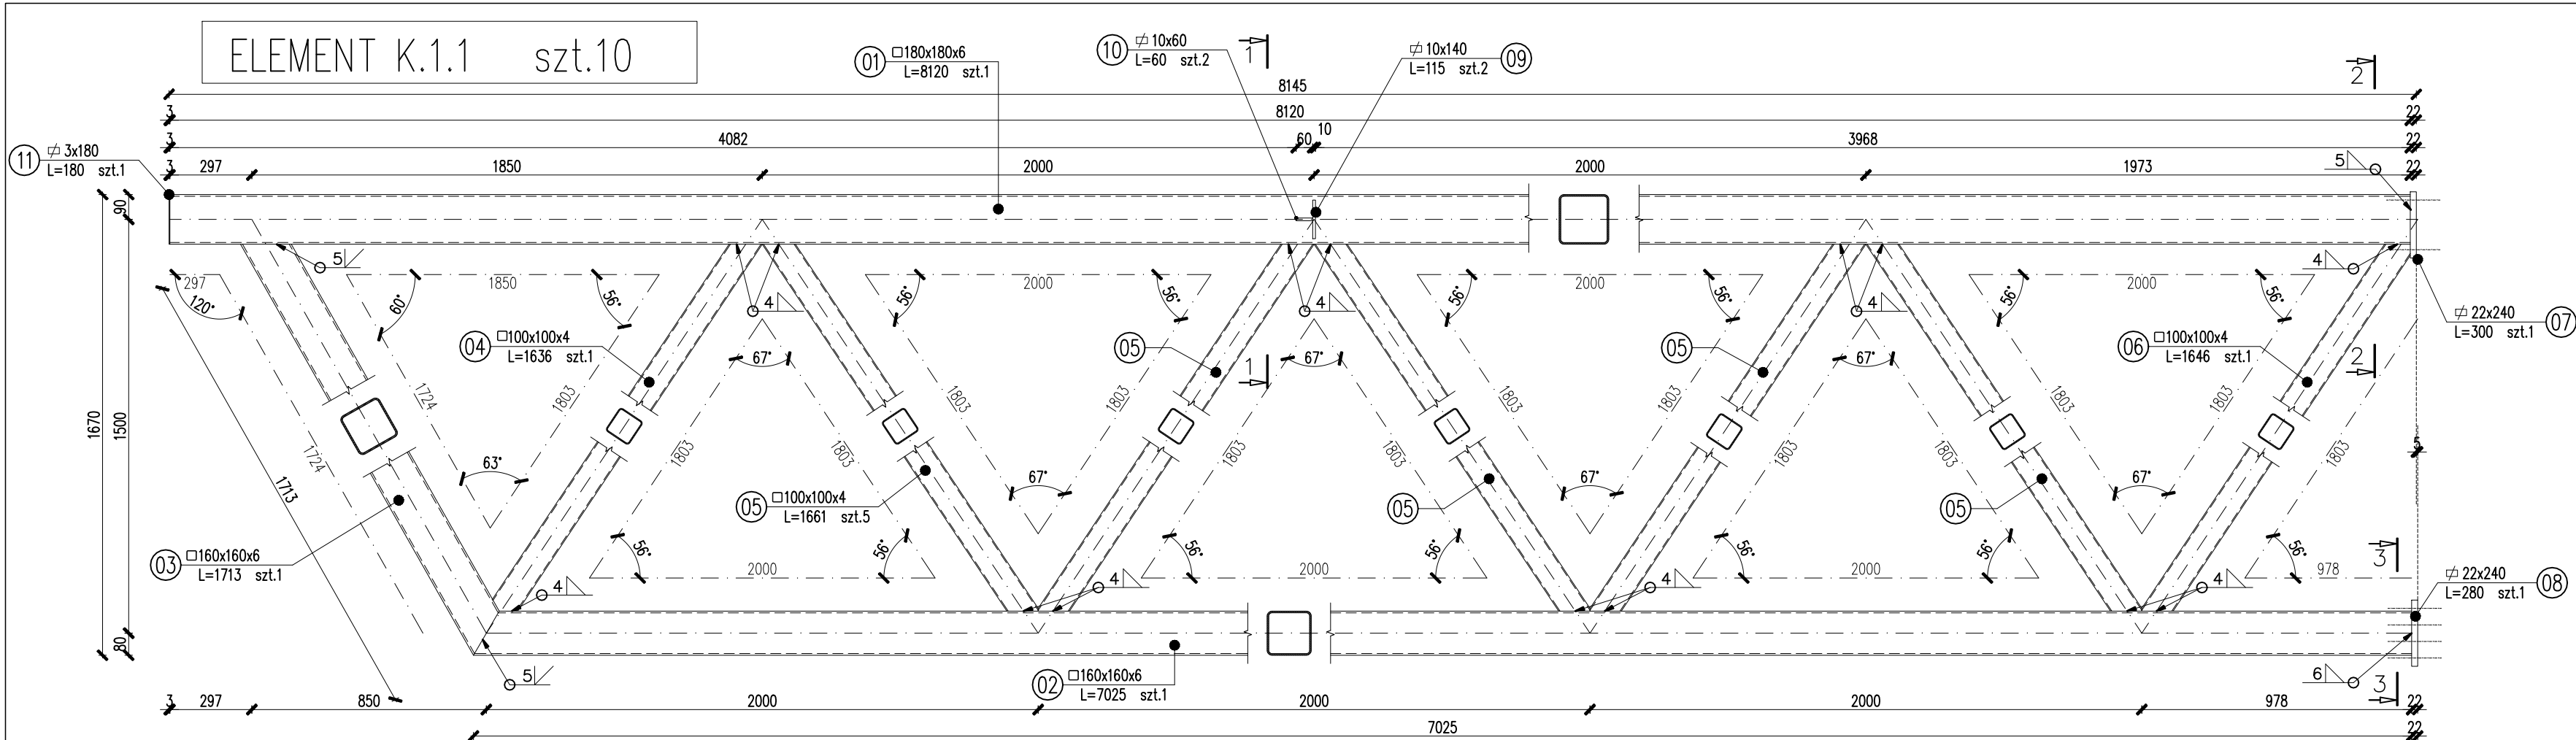 ELEMENT K.1.1 szt.10
01 □180x180x6
L=8120 szt.1
10 ⌰ 10x60
L=60 szt.2
1
⌰ 10x140 09
L=115 szt.2
2
8145
3 8120 22
3 4082 60 10 3968 22
3 297 1850 2000 2000 1973 22
11 ⌰ 3x180
L=180 szt.1
5
90
1500
80
1670
5
4
297
120°
60°
1850
56°
56°
2000
56°
56°
2000
56°
56°
2000
56°
4
4
4
04 □100x100x4
L=1636 szt.1
05
05
06 □100x100x4
L=1646 szt.1
⌰ 22x240 07
L=300 szt.1
67°
1
67°
67°
2
1724
1803
1803
1803
1803
1803
1803
1803
1724
1803
1803
1803
1803
1803
1803
1803
5
1713
63°
67°
67°
67°
05 □100x100x4
L=1661 szt.5
05
05
03 □160x160x6
L=1713 szt.1
56°
2000
56°
56°
2000
56°
56°
2000
56°
56°
978
3
4
4
4
4
⌰ 22x240 08
L=280 szt.1
5
02 □160x160x6
L=7025 szt.1
6
3
3 297 850 2000 2000 2000 978 22
7025 22